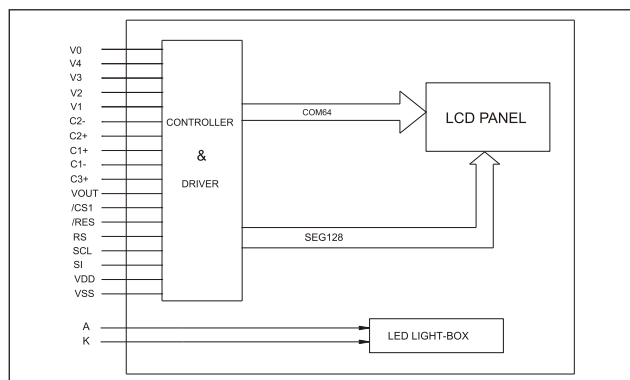 V0
V4
V3
V2
V1
C2-
C2+
C1+
C1-
C3+
VOUT
/CS1
/RES
RS
SCL
SI
VDD
VSS
CONTROLLER
&
DRIVER
COM64
SEG128
LCD PANEL
A
K
LED LIGHT-BOX